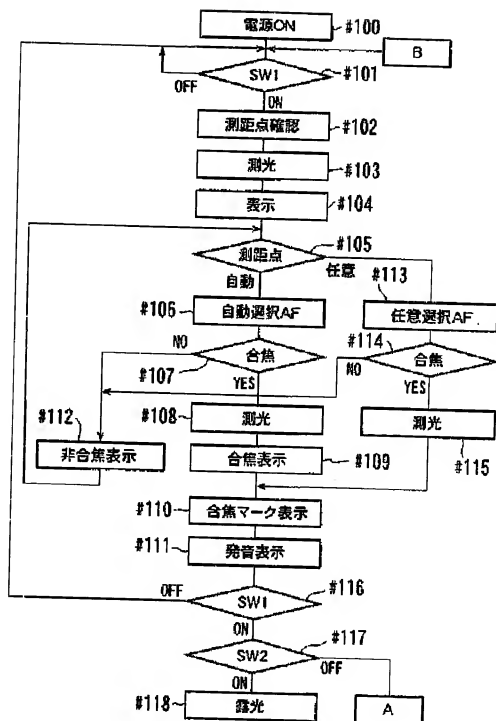 電源ON #100
B
SW1 #101
OFF
ON
測距点確認 #102
測光 #103
表示 #104
測距点 #105
自動 任意
#106 自動選択AF
#113 任意選択AF
NO 合焦 #107
YES
#114 合焦
NO YES
#108 測光
測光 #115
#112 非合焦表示
合焦表示 #109
#110 合焦マーク表示
#111 発音表示
OFF SW1 #116
ON
SW2 #117
OFF
ON
#118 露光
A